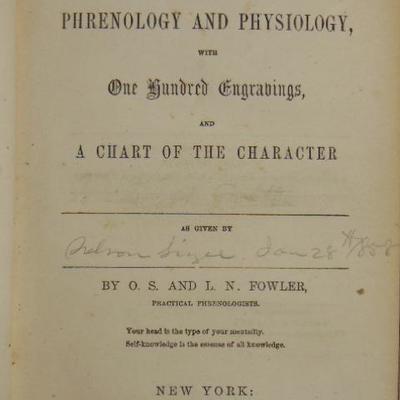 PHRENOLOGY AND PHYSIOLOGY,
WITH
One Hundred Engravings,
AND
A CHART OF THE CHARACTER
AS GIVEN BY
Nelson Sizer Jan 28th 1858
BY O. S. AND L. N. FOWLER,
PRACTICAL PHRENOLOGISTS.
Your head is the type of your mentality.
Self-knowledge is the essense of all knowledge.
NEW YORK: